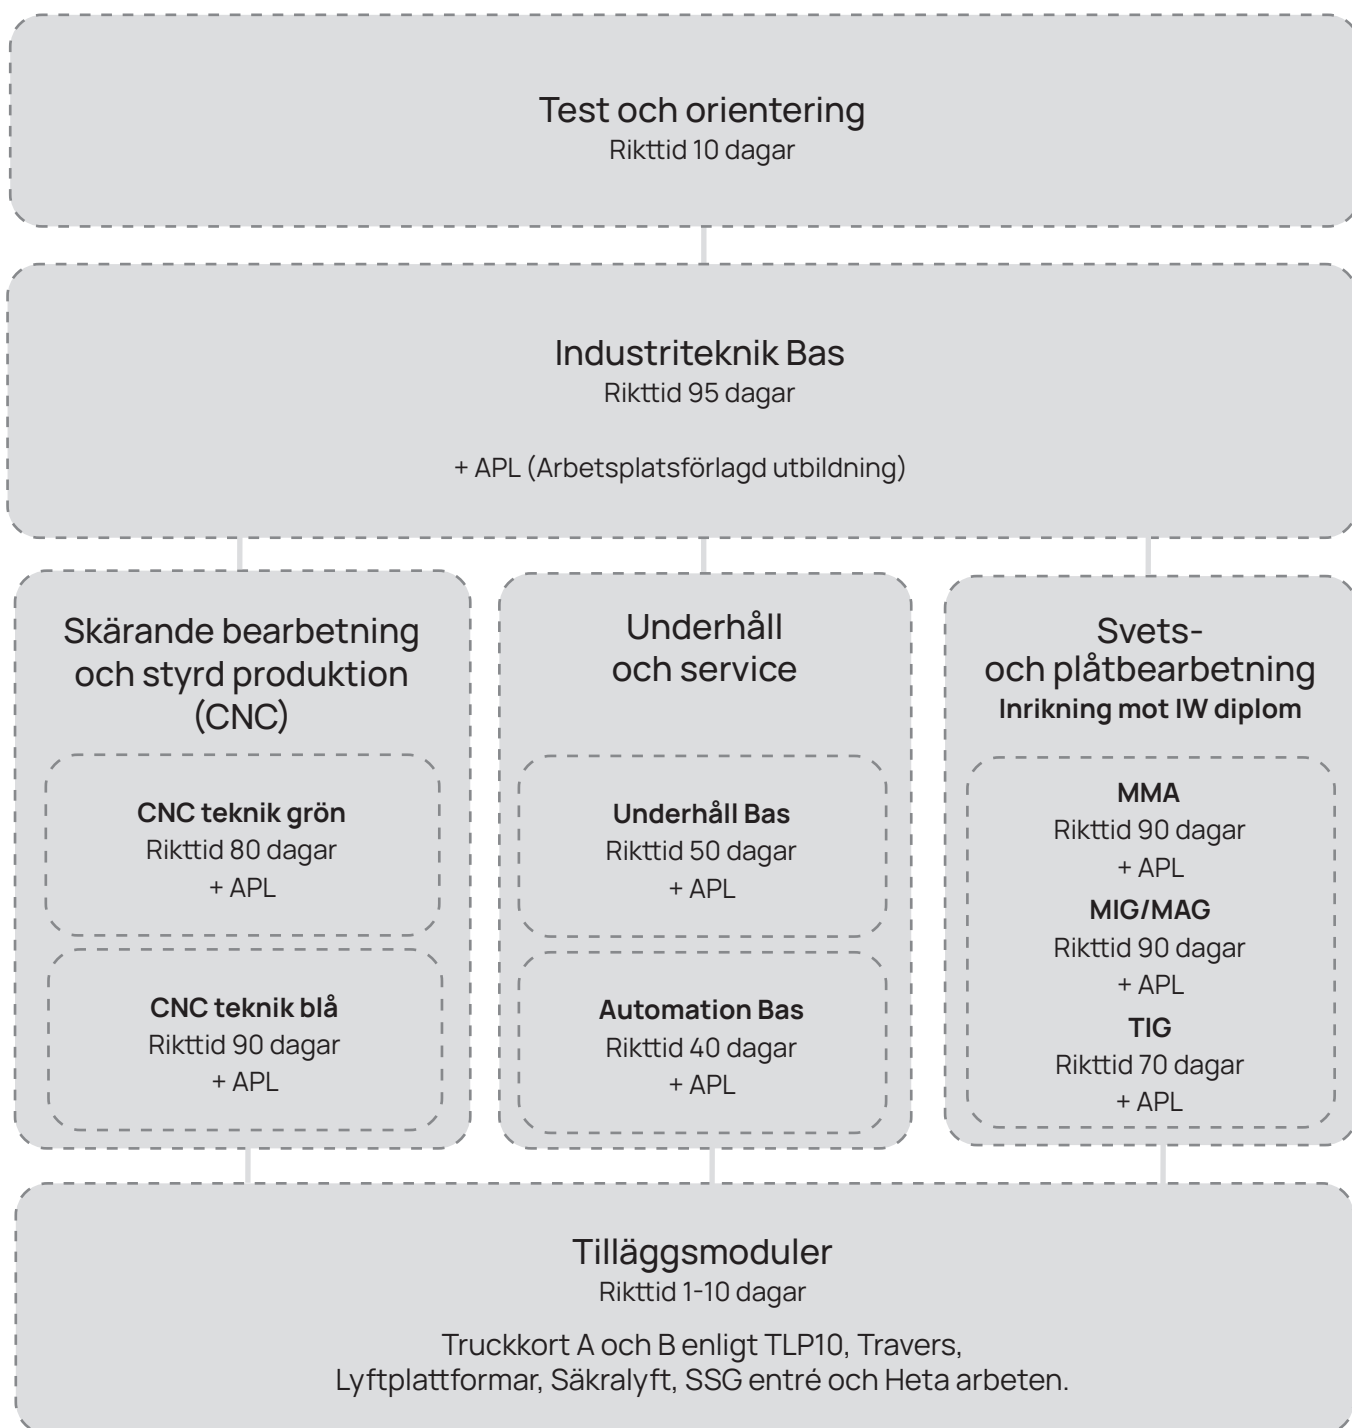 Test och orientering
Rikttid 10 dagar
Industriteknik Bas
Rikttid 95 dagar
+ APL (Arbetsplatsförlagd utbildning)
Skärande bearbetning
och styrd produktion
(CNC)
CNC teknik grön
Rikttid 80 dagar
+ APL
CNC teknik blå
Rikttid 90 dagar
+ APL
Underhåll
och service
Underhåll Bas
Rikttid 50 dagar
+ APL
Automation Bas
Rikttid 40 dagar
+ APL
Svets-
och plåtbearbetning
Inrikning mot IW diplom
MMA
Rikttid 90 dagar
+ APL
MIG/MAG
Rikttid 90 dagar
+ APL
TIG
Rikttid 70 dagar
+ APL
Tilläggsmoduler
Rikttid 1-10 dagar
Truckkort A och B enligt TLP10, Travers,
Lyftplattformar, Säkralyft, SSG entré och Heta arbeten.